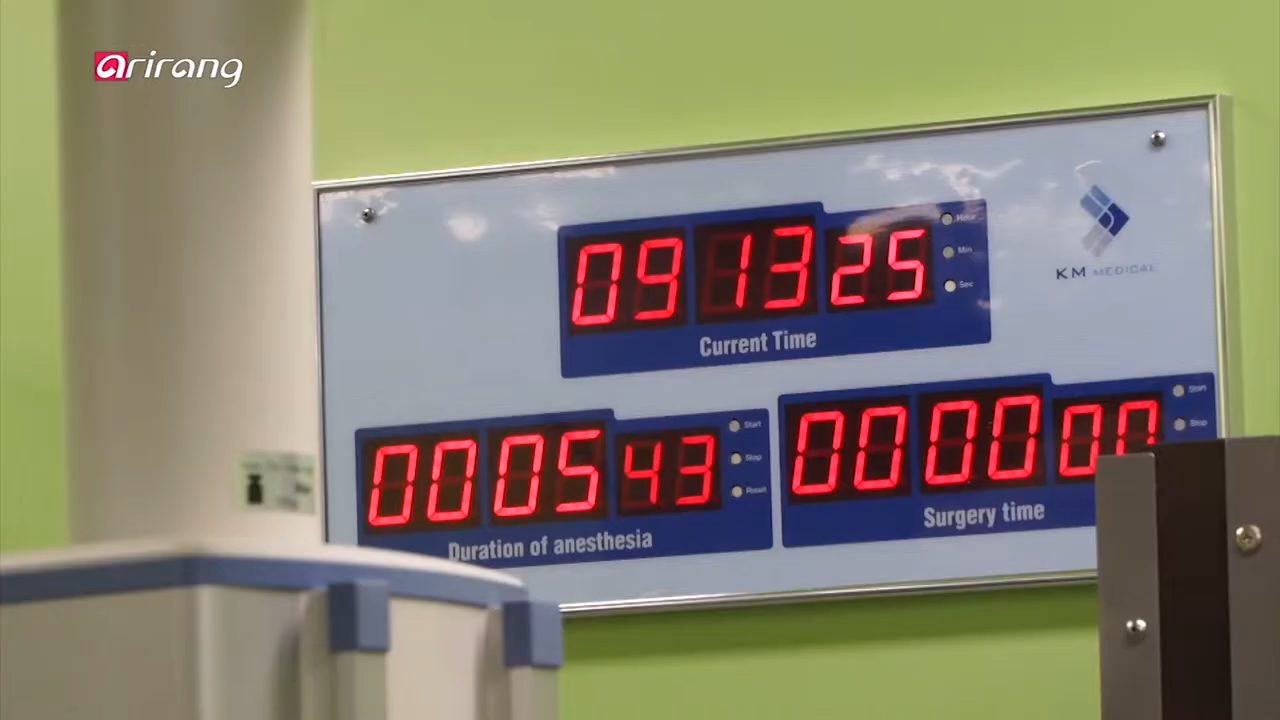 arirang
09 13 25
Hour
Min
Sec
Current Time
KM MEDICAL
00 05 43
Start
Stop
Reset
Duration of anesthesia
00 00 00
Start
Stop
Surgery time